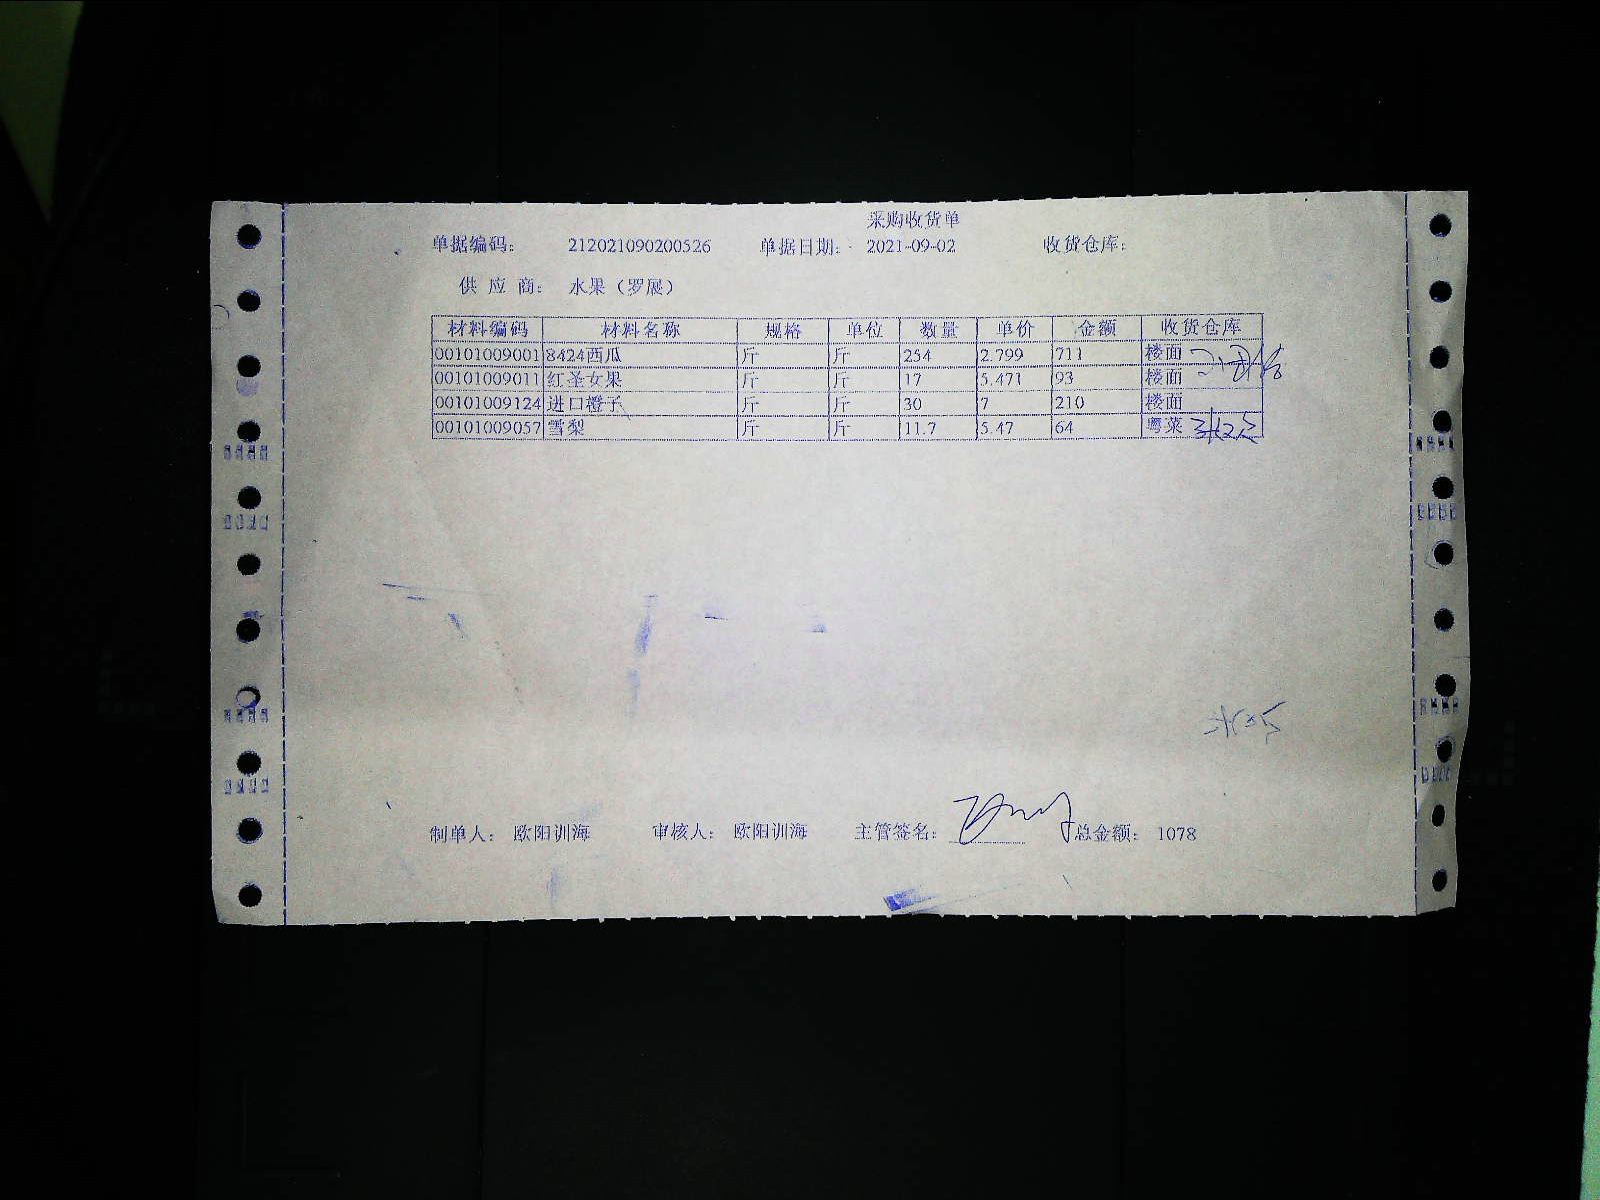 采购收货单
单据编码： 212021090200526 单据日期： 2021-09-02 收货仓库：
供应商： 水果（罗展）
材料编码 材料名称 规格 单位 数量 单价 金额 收货仓库
00101009001 8424西瓜 斤 斤 254 2.799 711 楼面
00101009011 红圣女果 斤 斤 17 5.471 93 楼面
00101009124 进口橙子 斤 斤 30 7 210 楼面
00101009057 雪梨 斤 斤 11.7 5.47 64 粤菜
制单人： 欧阳训海 审核人： 欧阳训海 主管签名： 总金额： 1078